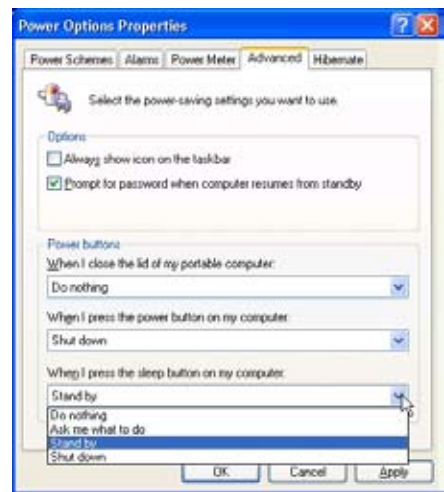 Power Options Properties
Power Schemes Alarms Power Meter Advanced Hibernate
Select the power-saving settings you want to use.
Options
Always show icon on the taskbar
Prompt for password when computer resumes from standby
Power buttons
When I close the lid of my portable computer:
Do nothing
When I press the power button on my computer:
Shut down
When I press the sleep button on my computer:
Stand by
Do nothing
Ask me what to do
Stand by
Shut down
OK Cancel Apply